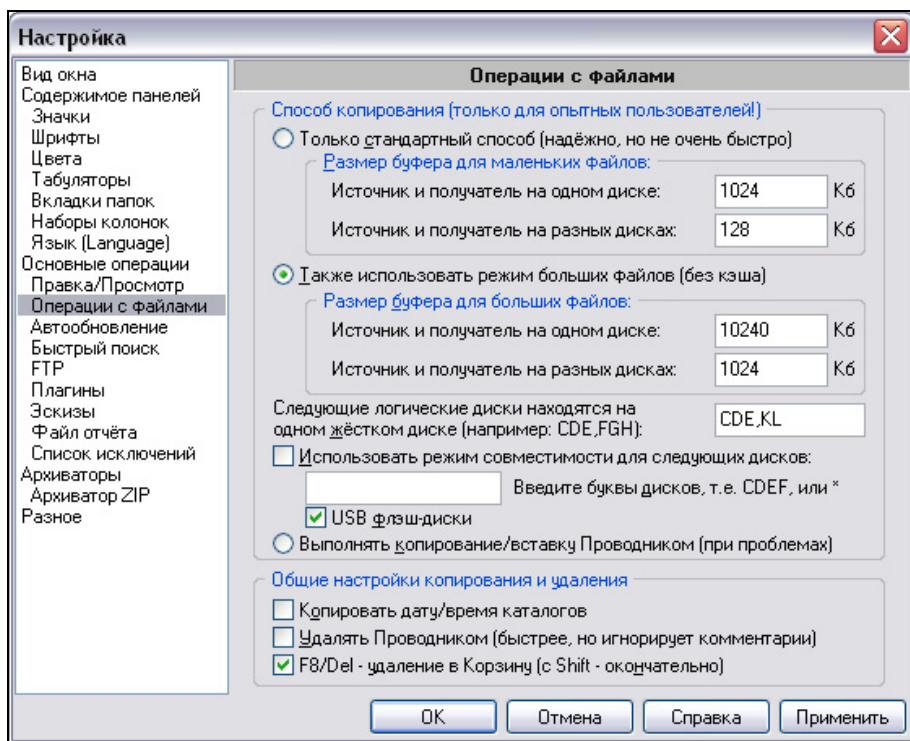 Настройка
Вид окна
Содержимое панелей
Значки
Шрифты
Цвета
Табуляторы
Вкладки папок
Наборы колонок
Язык (Language)
Основные операции
Правка/Просмотр
Операции с файлами
Автообновление
Быстрый поиск
FTP
Плагины
Эскизы
Файл отчёта
Список исключений
Архиваторы
Архиватор ZIP
Разное
Операции с файлами
Способ копирования (только для опытных пользователей!)
Только стандартный способ (надёжно, но не очень быстро)
Размер буфера для маленьких файлов:
Источник и получатель на одном диске: 1024 Кб
Источник и получатель на разных дисках: 128 Кб
Также использовать режим больших файлов (без кэша)
Размер буфера для больших файлов:
Источник и получатель на одном диске: 10240 Кб
Источник и получатель на разных дисках: 1024 Кб
Следующие логические диски находятся на
одном жёстком диске (например: CDE,FGH): CDE,KL
Использовать режим совместимости для следующих дисков:
Введите буквы дисков, т.е. CDEF, или *
USB флэш-диски
Выполнять копирование/вставку Проводником (при проблемах)
Общие настройки копирования и удаления
Копировать дату/время каталогов
Удалять Проводником (быстрее, но игнорирует комментарии)
F8/Del - удаление в Корзину (с Shift - окончательно)
OK Отмена Справка Применить